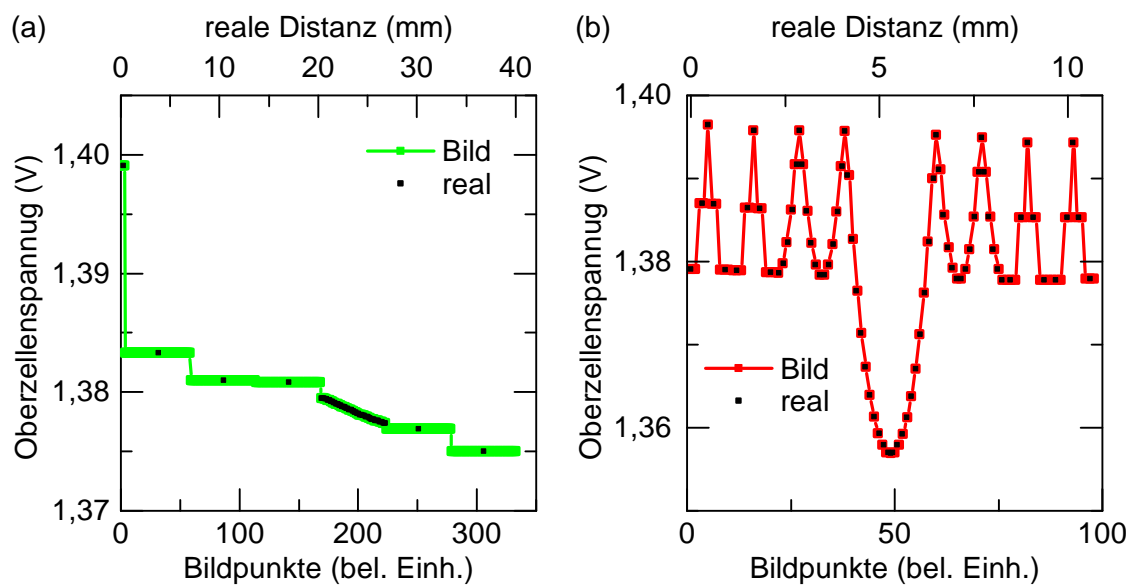 (a)
reale Distanz (mm)
0 10 20 30 40
1,40
1,39
1,38
1,37
Oberzellenspannug (V)
Bild
real
0 100 200 300
Bildpunkte (bel. Einh.)
(b)
reale Distanz (mm)
0 5 10
1,40
1,38
1,36
Oberzellenspannug (V)
Bild
real
0 50 100
Bildpunkte (bel. Einh.)